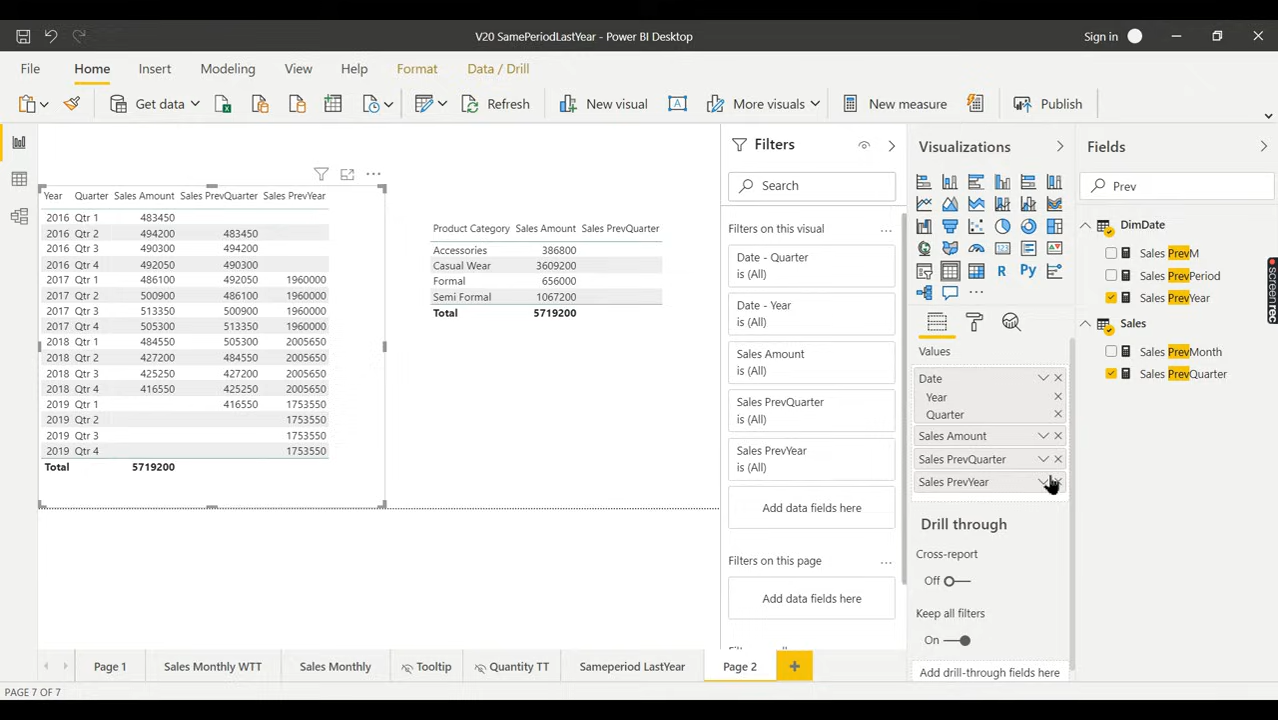 V20 SamePeriodLastYear - Power BI Desktop
Sign in
File Home Insert Modeling View Help Format Data / Drill
Get data Refresh New visual More visuals New measure Publish
Year Quarter Sales Amount Sales PrevQuarter Sales PrevYear
2016 Qtr 1 483450
2016 Qtr 2 494200 483450
2016 Qtr 3 490300 494200
2016 Qtr 4 492050 490300
2017 Qtr 1 486100 492050 1960000
2017 Qtr 2 500900 486100 1960000
2017 Qtr 3 513350 500900 1960000
2017 Qtr 4 505300 513350 1960000
2018 Qtr 1 484550 505300 2005650
2018 Qtr 2 427200 484550 2005650
2018 Qtr 3 425250 427200 2005650
2018 Qtr 4 416550 425250 2005650
2019 Qtr 1 416550 1753550
2019 Qtr 2 1753550
2019 Qtr 3 1753550
2019 Qtr 4 1753550
Total 5719200
Product Category Sales Amount Sales PrevQuarter
Accessories 386800
Casual Wear 3609200
Formal 656000
Semi Formal 1067200
Total 5719200
Filters
Search
Filters on this visual
Date - Quarter
is (All)
Date - Year
is (All)
Sales Amount
is (All)
Sales PrevQuarter
is (All)
Sales PrevYear
is (All)
Add data fields here
Filters on this page
Add data fields here
Visualizations
R Py
Values
Date
Year
Quarter
Sales Amount
Sales PrevQuarter
Sales PrevYear
Drill through
Cross-report
Off
Keep all filters
On
Add drill-through fields here
Fields
Prev
DimDate
Sales PrevM
Sales PrevPeriod
Sales PrevYear
Sales
Sales PrevMonth
Sales PrevQuarter
screenrec
Page 1 Sales Monthly WTT Sales Monthly Tooltip Quantity TT Sameperiod LastYear Page 2
PAGE 7 OF 7